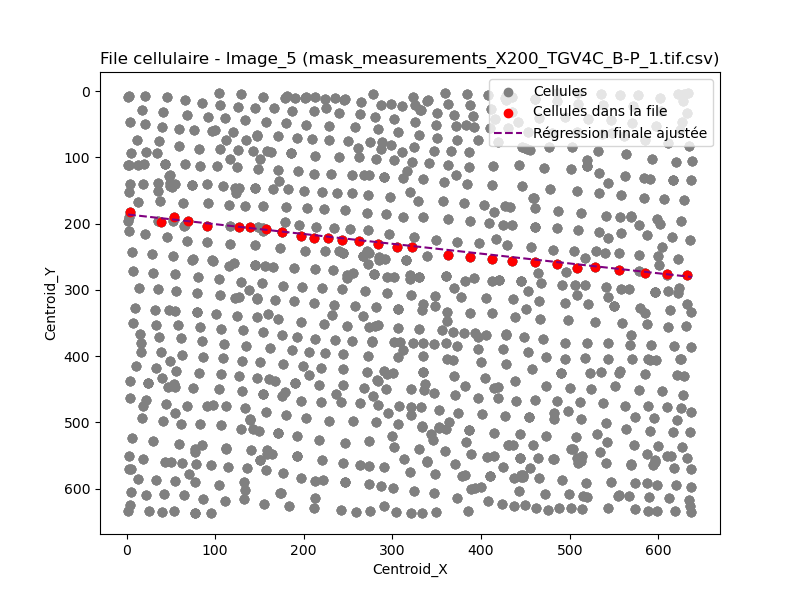 File cellulaire - Image_5 (mask_measurements_X200_TGV4C_B-P_1.tif.csv)
Cellules
Cellules dans la file
Régression finale ajustée
0
100
200
300
400
500
600
Centroid_Y
0 100 200 300 400 500 600
Centroid_X